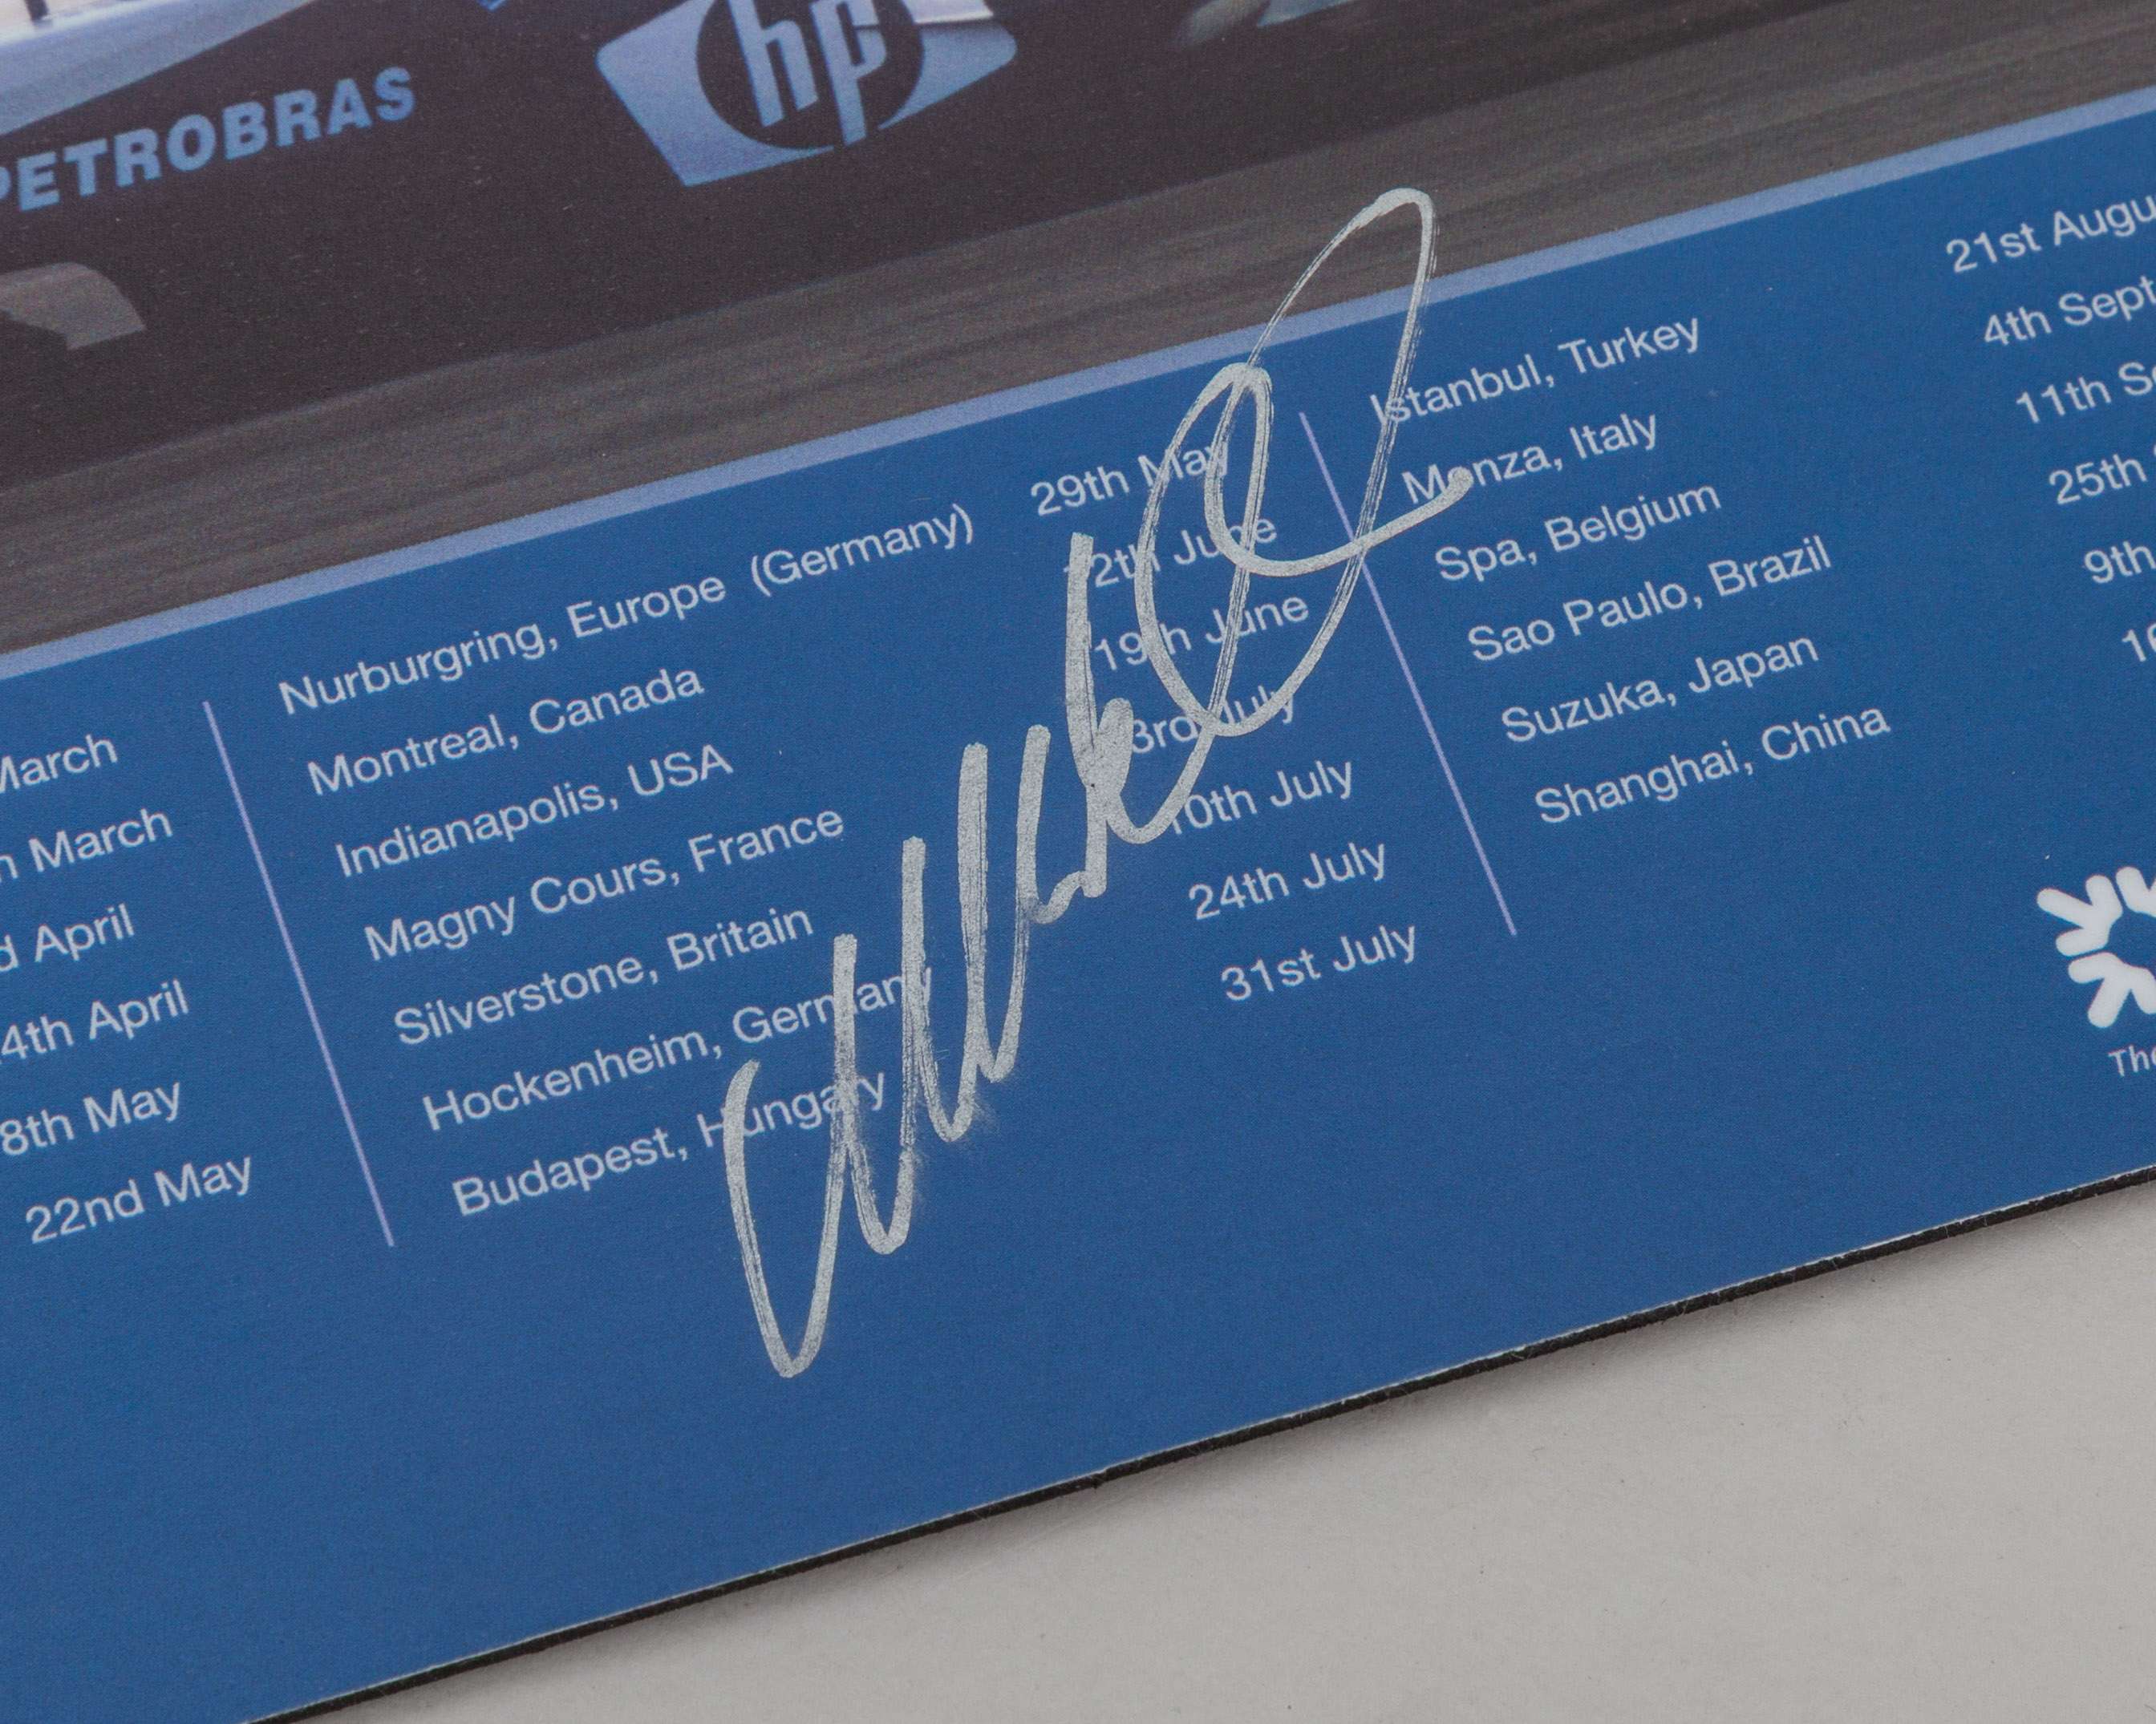 PETROBRAS
hp
March
March
April
4th April
8th May
22nd May
Nurburgring, Europe (Germany) 29th May
Montreal, Canada 12th June
Indianapolis, USA 19th June
Magny Cours, France 3rd July
Silverstone, Britain 10th July
Hockenheim, Germany 24th July
Budapest, Hungary 31st July
Istanbul, Turkey 21st Augu
Monza, Italy 4th Sept
Spa, Belgium 11th Se
Sao Paulo, Brazil 25th
Suzuka, Japan 9th
Shanghai, China 16
The